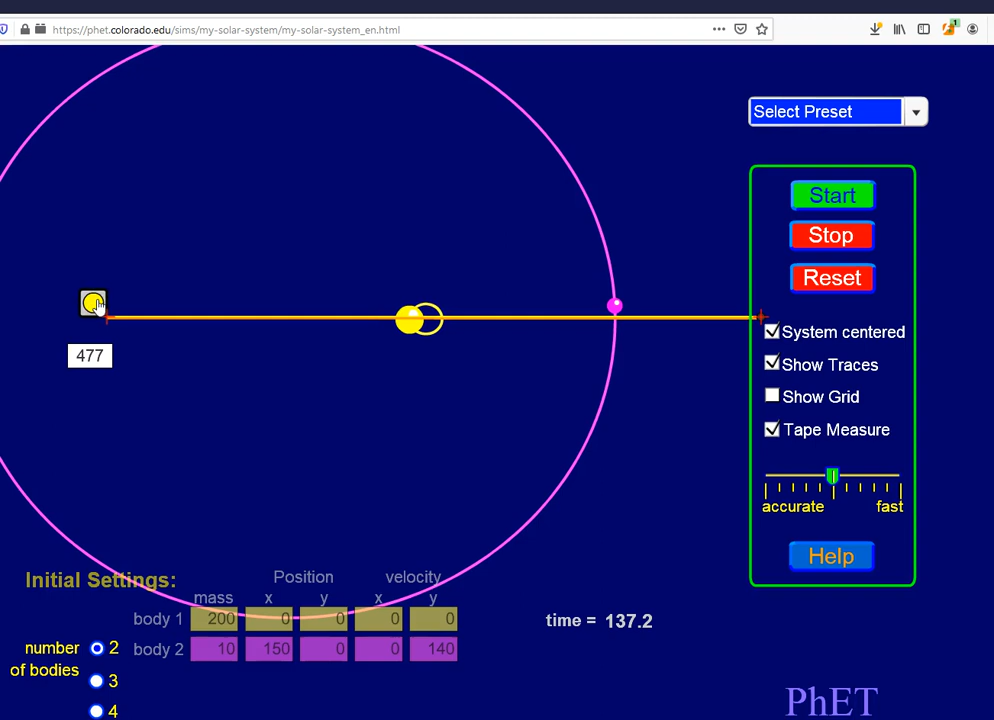 https://phet.colorado.edu/sims/my-solar-system/my-solar-system_en.html
1
Select Preset
Start
Stop
Reset
System centered
Show Traces
Show Grid
Tape Measure
accurate fast
Help
477
Initial Settings:
Position velocity
mass x y x y
body 1 200 0 0 0 0
body 2 10 150 0 0 140
number of bodies
2
3
4
time = 137.2
PhET